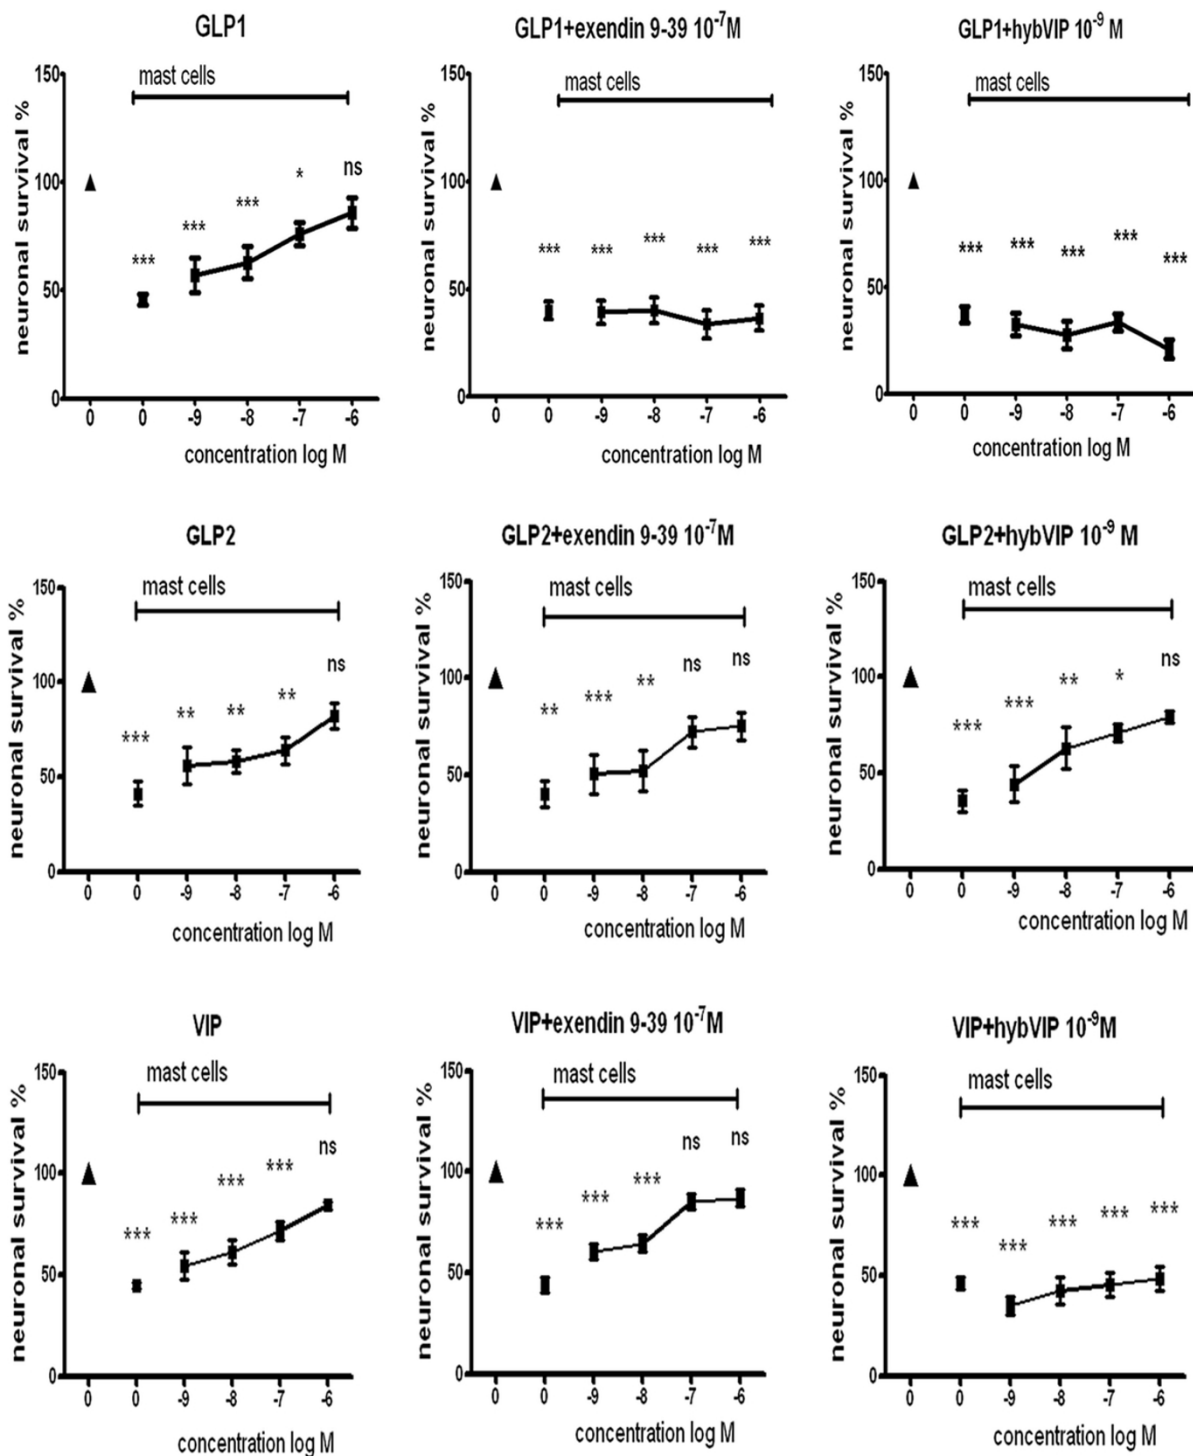 GLP1
GLP1+exendin 9-39 10⁻⁷M
GLP1+hybVIP 10⁻⁹ M
neuronal survival %
150
100
50
0
mast cells
***
***
***
*
ns
0 0 -9 -8 -7 -6
concentration log M
neuronal survival %
150
100
50
0
mast cells
***
***
***
***
***
0 0 -9 -8 -7 -6
concentration log M
neuronal survival %
150
100
50
0
mast cells
***
***
***
***
***
0 0 -9 -8 -7 -6
concentration log M
GLP2
GLP2+exendin 9-39 10⁻⁷M
GLP2+hybVIP 10⁻⁹ M
neuronal survival %
150
100
50
0
mast cells
***
**
**
**
ns
0 0 -9 -8 -7 -6
concentration log M
neuronal survival %
150
100
50
0
mast cells
**
***
**
ns
ns
0 0 -9 -8 -7 -6
concentration log M
neuronal survival %
150
100
50
0
mast cells
***
***
**
*
ns
0 0 -9 -8 -7 -6
concentration log M
VIP
VIP+exendin 9-39 10⁻⁷M
VIP+hybVIP 10⁻⁹M
neuronal survival %
150
100
50
0
mast cells
***
***
***
***
ns
0 0 -9 -8 -7 -6
concentration log M
neuronal survival %
150
100
50
0
mast cells
***
***
***
ns
ns
0 0 -9 -8 -7 -6
concentration log M
neuronal survival %
150
100
50
0
mast cells
***
***
***
***
***
0 0 -9 -8 -7 -6
concentration log M